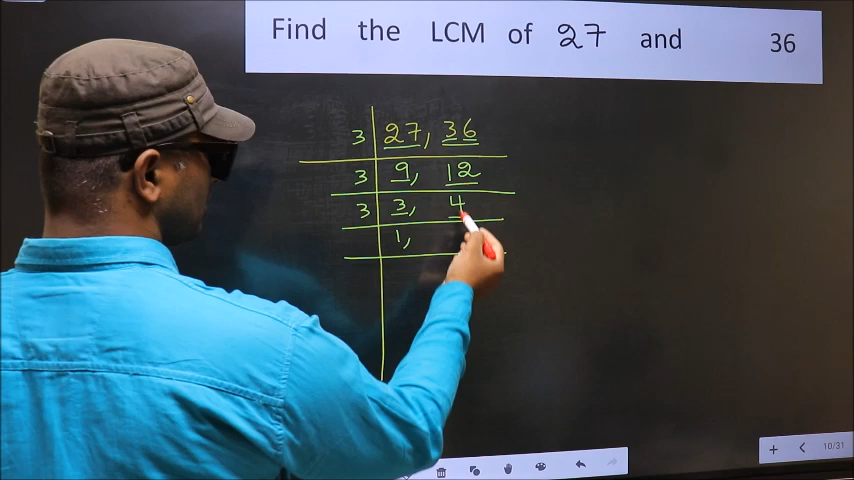 Find the LCM of 27 and 36
3 27, 36
3 9, 12
3 3, 4
1,
10/31